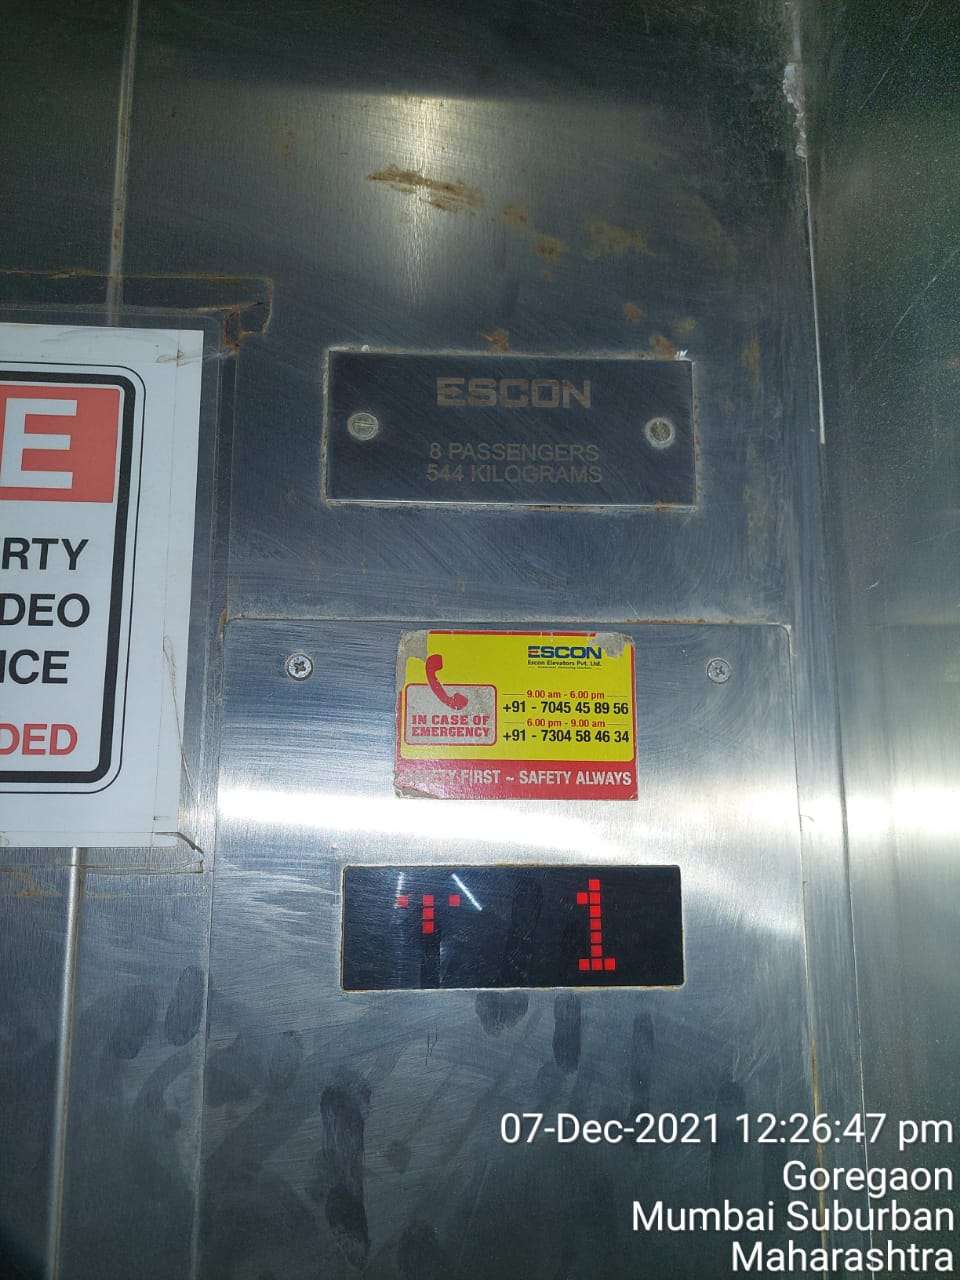 E
RTY
DEO
ICE
DED
ESCON
8 PASSENGERS
544 KILOGRAMS
ESCON
Escon Elevators Pvt. Ltd.
IN CASE OF
EMERGENCY
9.00 am - 6.00 pm
+91 - 7045 45 89 56
6.00 pm - 9.00 am
+91 - 7304 58 46 34
FIRST ~ SAFETY ALWAYS
1
07-Dec-2021 12:26:47 pm
Goregaon
Mumbai Suburban
Maharashtra